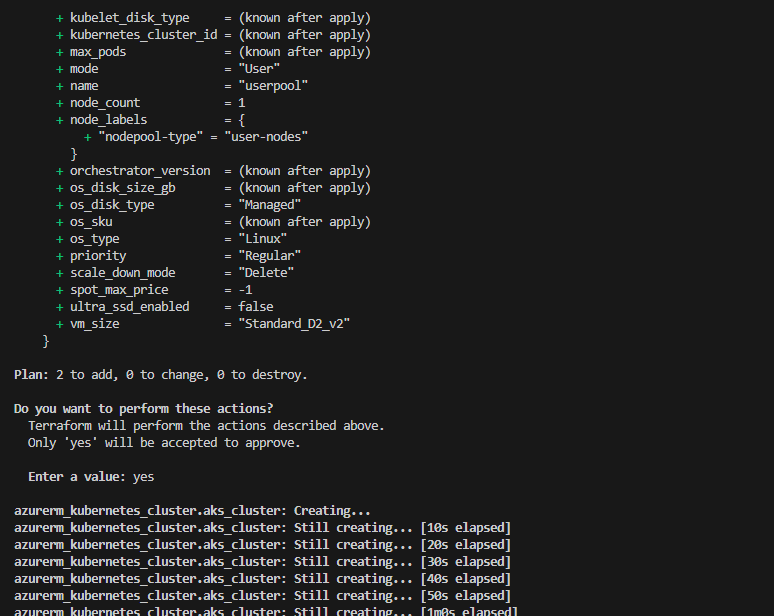 + kubelet_disk_type     = (known after apply)
+ kubernetes_cluster_id = (known after apply)
+ max_pods              = (known after apply)
+ mode                  = "User"
+ name                  = "userpool"
+ node_count            = 1
+ node_labels           = {
+ "nodepool-type" = "user-nodes"
}
+ orchestrator_version  = (known after apply)
+ os_disk_size_gb       = (known after apply)
+ os_disk_type          = "Managed"
+ os_sku                = (known after apply)
+ os_type               = "Linux"
+ priority              = "Regular"
+ scale_down_mode       = "Delete"
+ spot_max_price        = -1
+ ultra_ssd_enabled     = false
+ vm_size               = "Standard_D2_v2"
}
Plan: 2 to add, 0 to change, 0 to destroy.
Do you want to perform these actions?
Terraform will perform the actions described above.
Only 'yes' will be accepted to approve.
Enter a value: yes
azurerm_kubernetes_cluster.aks_cluster: Creating...
azurerm_kubernetes_cluster.aks_cluster: Still creating... [10s elapsed]
azurerm_kubernetes_cluster.aks_cluster: Still creating... [20s elapsed]
azurerm_kubernetes_cluster.aks_cluster: Still creating... [30s elapsed]
azurerm_kubernetes_cluster.aks_cluster: Still creating... [40s elapsed]
azurerm_kubernetes_cluster.aks_cluster: Still creating... [50s elapsed]
azurerm_kubernetes_cluster.aks_cluster: Still creating... [1m0s elapsed]